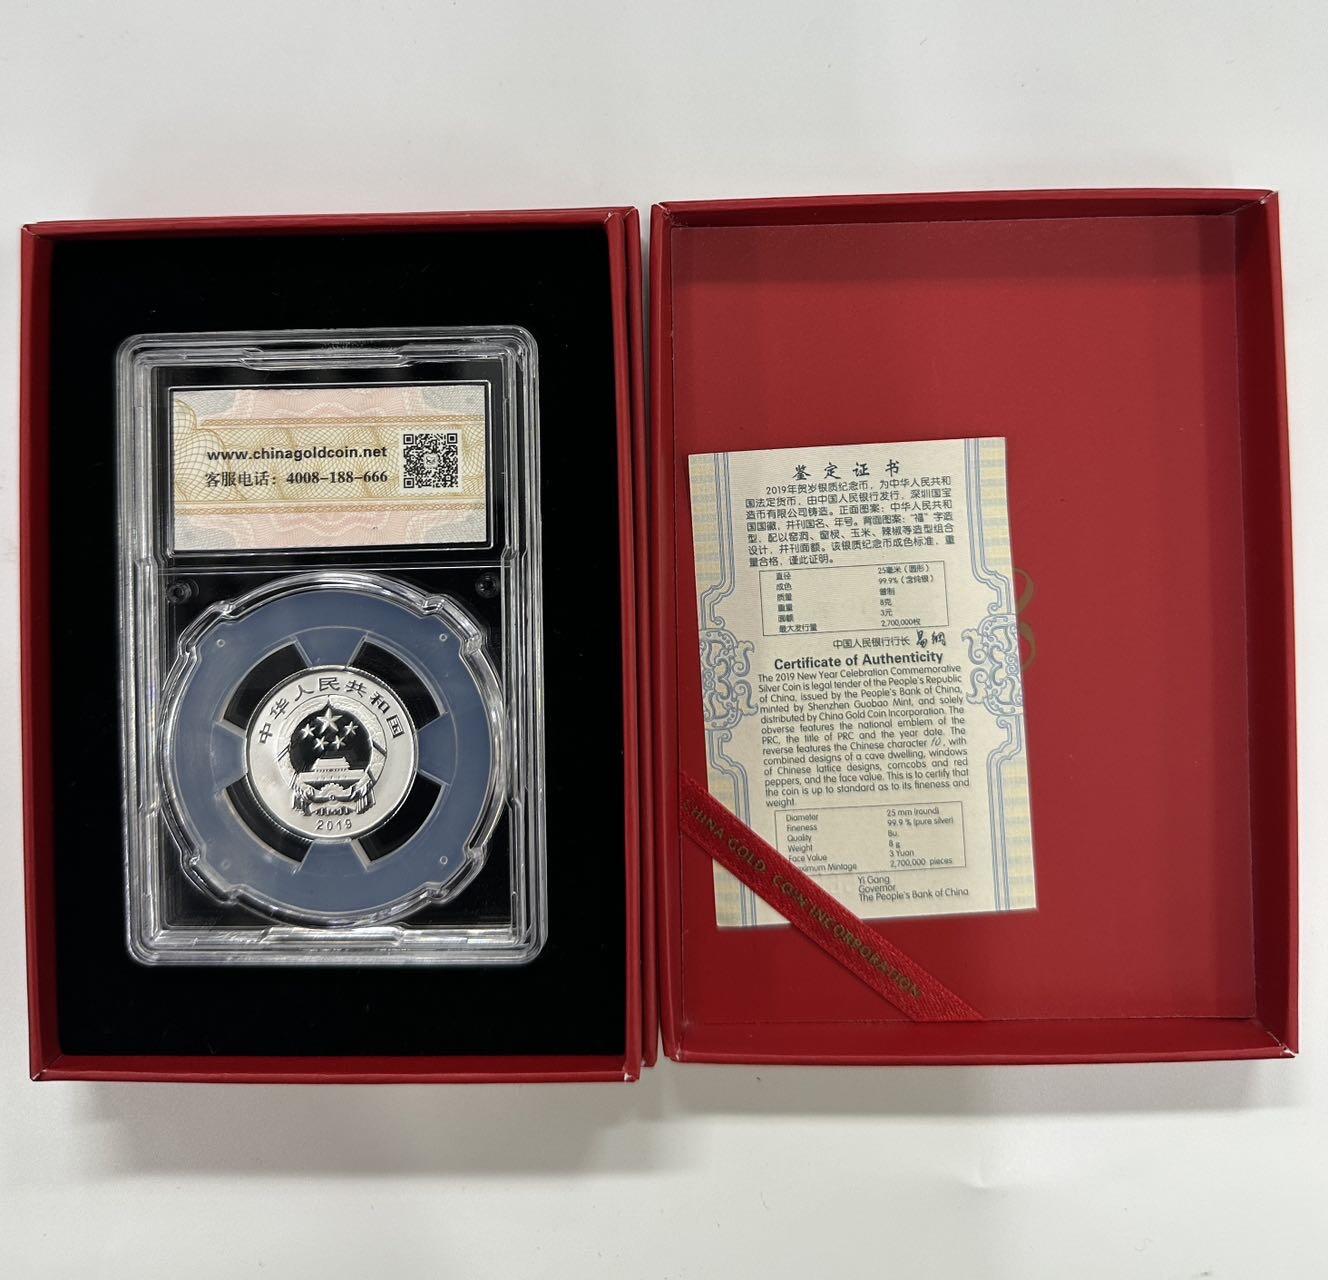 www.chinagoldcoin.net
客服电话：4008-188-666
中华人民共和国
2019
鉴定证书
2019年贺岁银质纪念币，为中华人民共和
国法定货币，由中国人民银行发行，深圳国宝
造币有限公司铸造。正面图案：中华人民共和
国国徽，并刊国名、年号。背面图案："福"字造
型，配以窑洞、窗棂、玉米、辣椒等造型组合
设计，并刊面额。该银质纪念币成色标准，重
量合格，谨此证明。
直径 25毫米（圆形）
成色 99.9%（含纯银）
质量 普制
重量 8克
面额 3元
最大发行量 2,700,000枚
中国人民银行行长 易纲
Certificate of Authenticity
The 2019 New Year Celebration Commemorative
Silver Coin is legal tender of the People's Republic
of China, issued by the People's Bank of China,
minted by Shenzhen Guobao Mint, and solely
distributed by China Gold Coin Incorporation. The
obverse features the national emblem of the
PRC, the title of PRC and the year date. The
reverse features the Chinese character fú, with
combined designs of a cave dwelling, windows
of Chinese lattice designs, corncobs and red
peppers, and the face value. This is to certify that
the coin is up to standard as to its fineness and
weight.
Diameter 25 mm (round)
Fineness 99.9 % (pure silver)
Quality Bu.
Weight 8 g
Face Value 3 Yuan
Mintage 2,700,000 pieces
Yi Gang
Governor
The People's Bank of China
CHINA GOLD COIN INCORPORATION